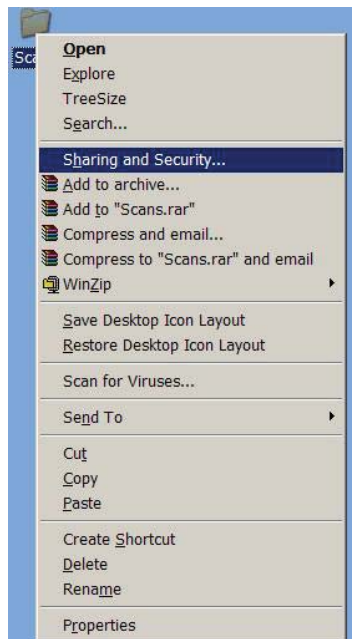 Sca
Open
Explore
TreeSize
Search...
Sharing and Security...
Add to archive...
Add to "Scans.rar"
Compress and email...
Compress to "Scans.rar" and email
WinZip
Save Desktop Icon Layout
Restore Desktop Icon Layout
Scan for Viruses...
Send To
Cut
Copy
Paste
Create Shortcut
Delete
Rename
Properties